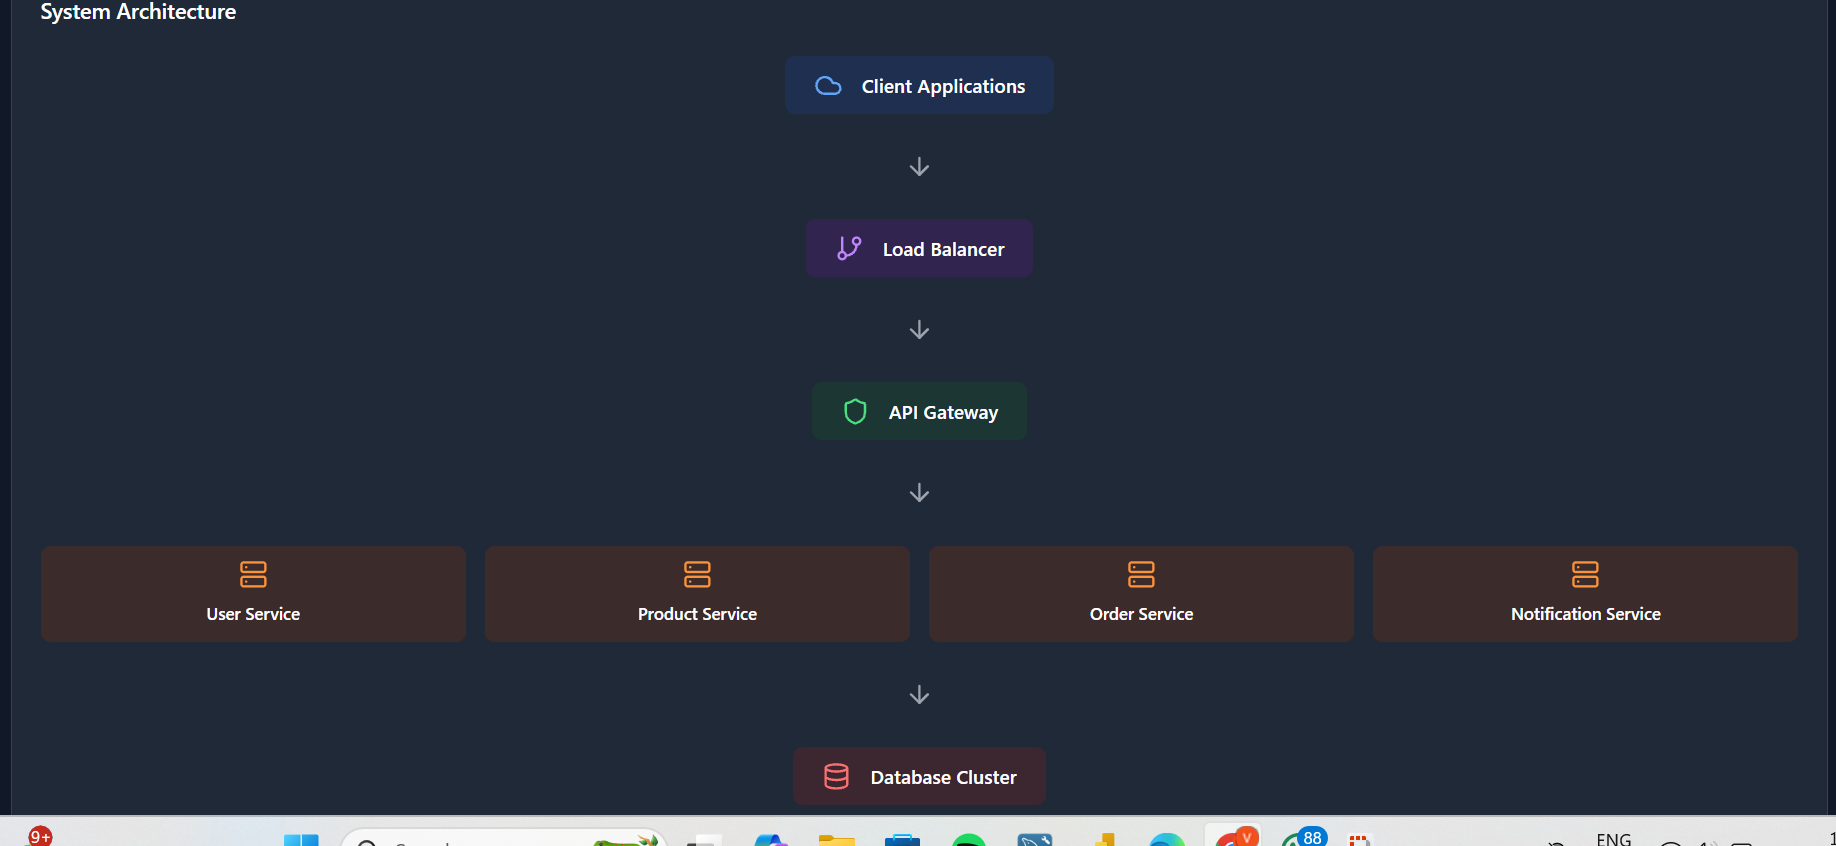 System Architecture
Client Applications
Load Balancer
API Gateway
User Service
Product Service
Order Service
Notification Service
Database Cluster
9+
V
88
ENG